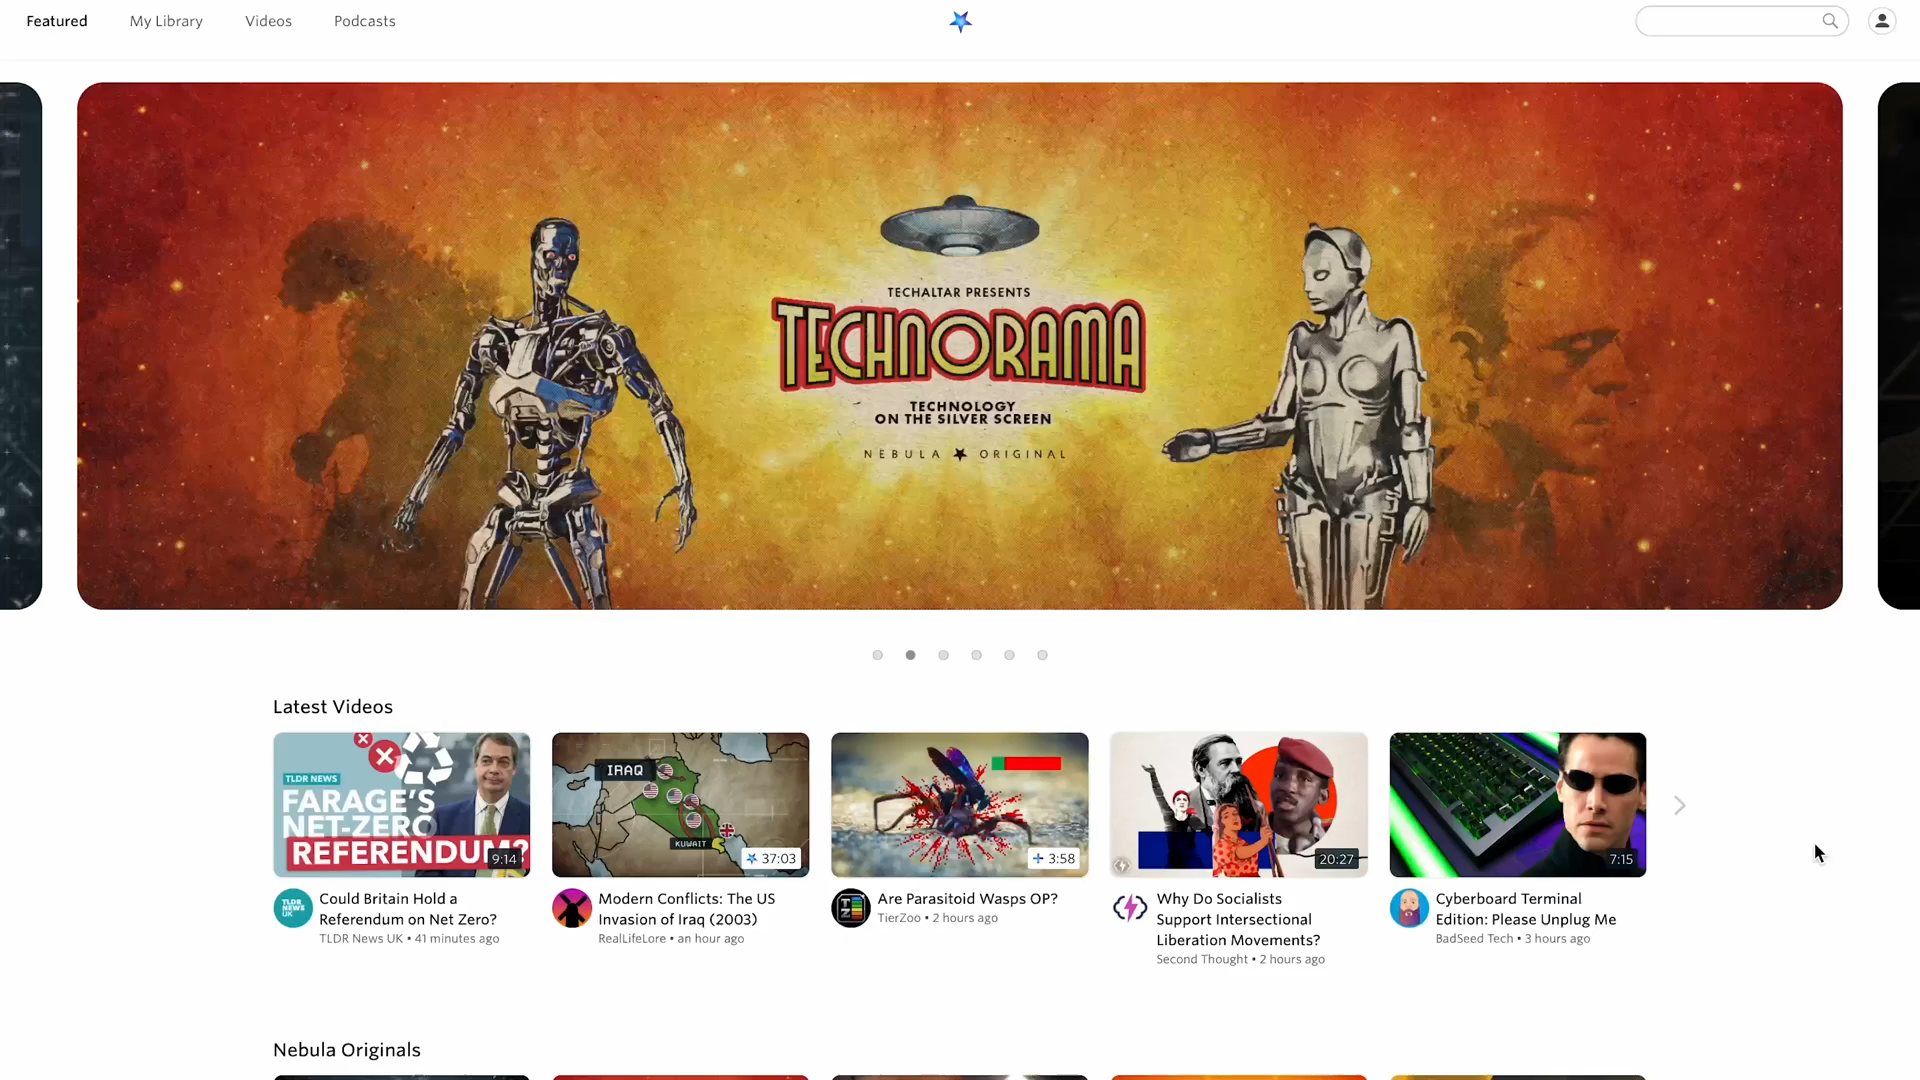 Featured
My Library
Videos
Podcasts
TECHALTAR PRESENTS
TECHNORAMA
TECHNOLOGY
ON THE SILVER SCREEN
NEBULA ORIGINAL
Latest Videos
TLDR NEWS
FARAGE'S
NET-ZERO
REFERENDUM?
9:14
IRAQ
KUWAIT
37:03
3:58
20:27
7:15
TLDR
NEWS
UK
Could Britain Hold a
Referendum on Net Zero?
TLDR News UK • 41 minutes ago
Modern Conflicts: The US
Invasion of Iraq (2003)
RealLifeLore • an hour ago
TZ
Are Parasitoid Wasps OP?
TierZoo • 2 hours ago
Why Do Socialists
Support Intersectional
Liberation Movements?
Second Thought • 2 hours ago
Cyberboard Terminal
Edition: Please Unplug Me
BadSeed Tech • 3 hours ago
Nebula Originals